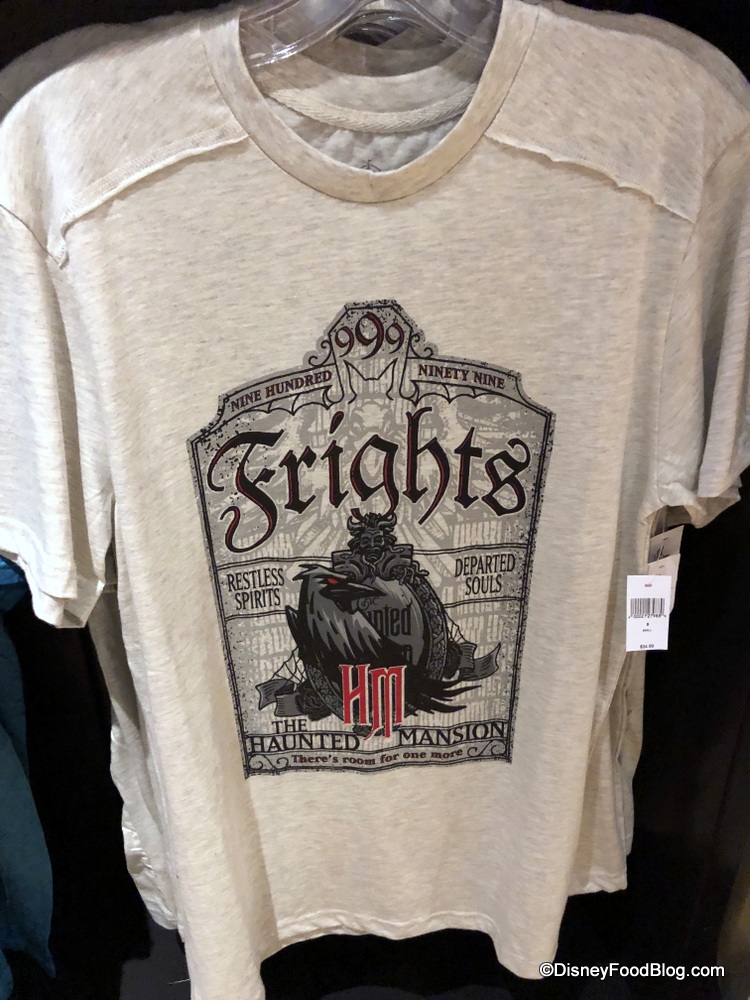 999
NINE HUNDRED NINETY NINE
Frights
RESTLESS
SPIRITS
DEPARTED
SOULS
HM
THE
HAUNTED MANSION
There's room for one more
©DisneyFoodBlog.com